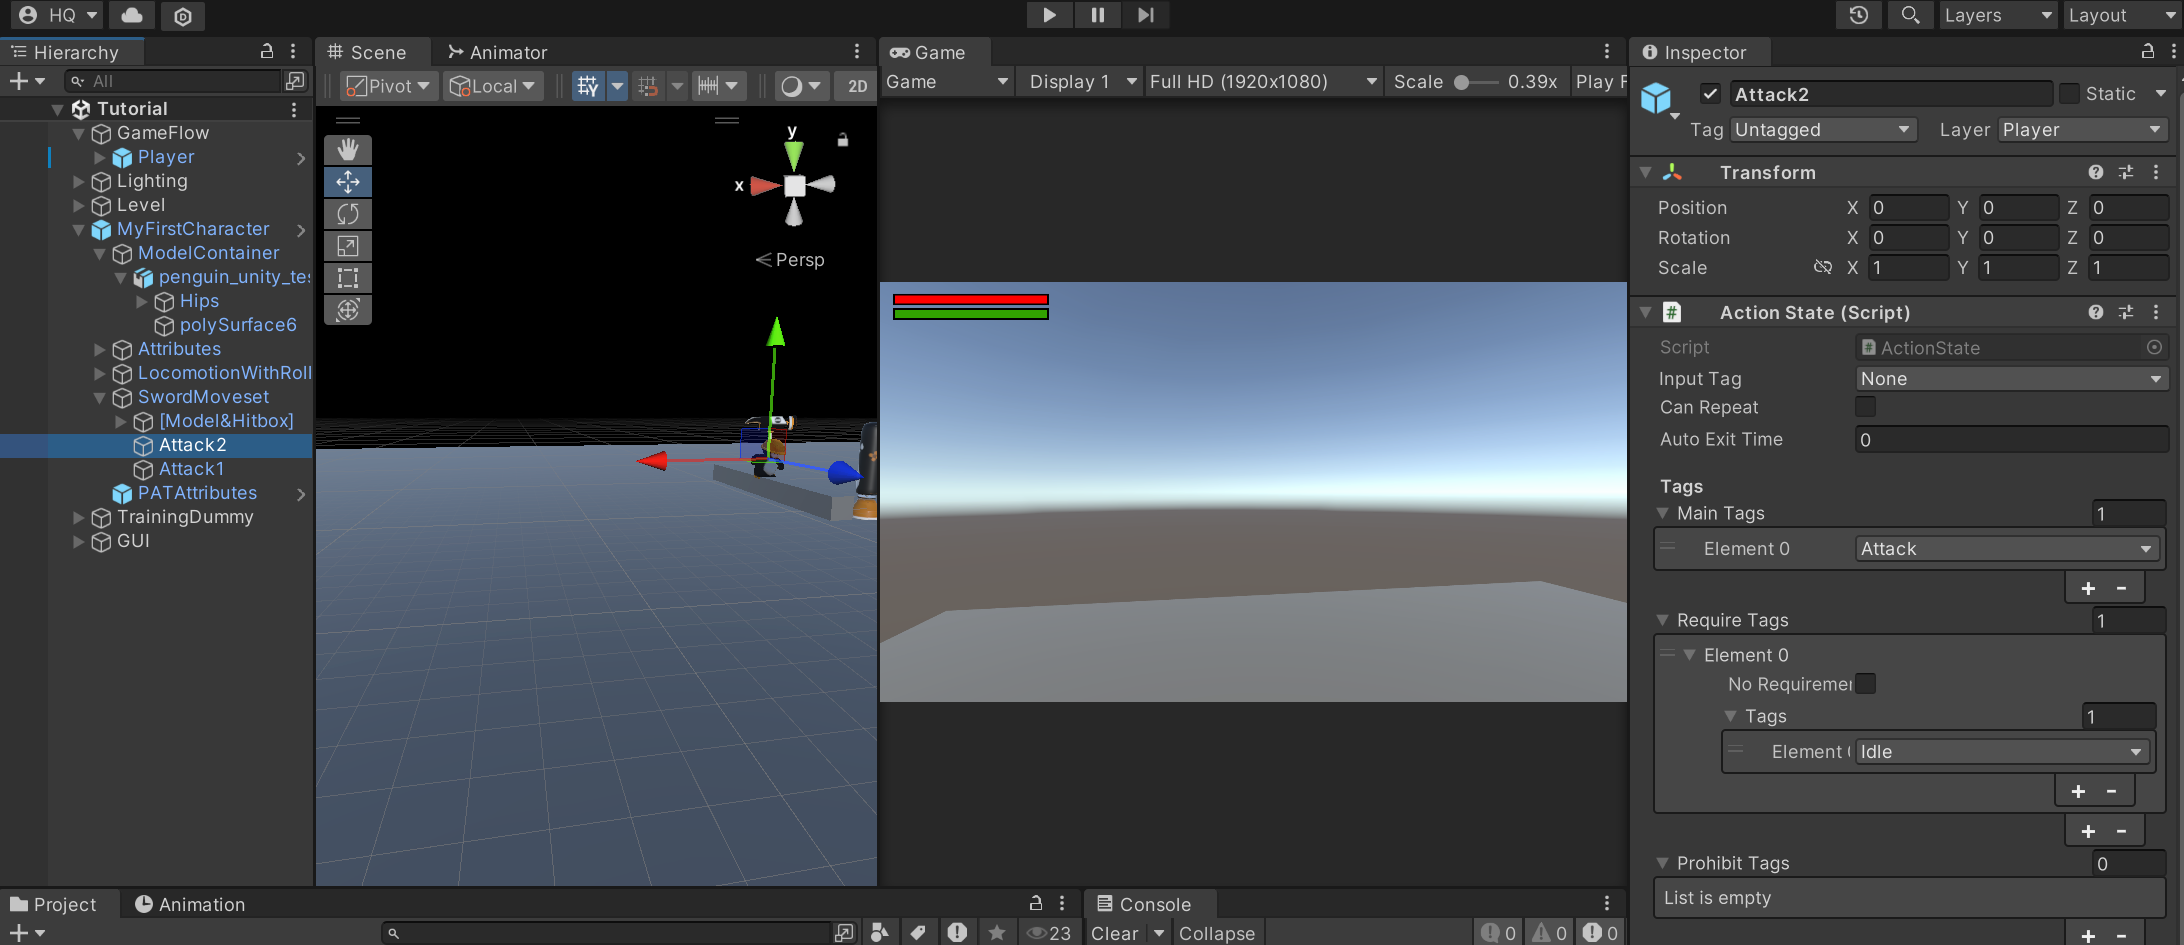 HQ
Layers
Layout
Hierarchy
Scene
Animator
Game
Inspector
All
Pivot
Local
2D
Game
Display 1
Full HD (1920x1080)
Scale
0.39x
Play F
Attack2
Static
Tag
Untagged
Layer
Player
Tutorial
GameFlow
Player
Lighting
Level
MyFirstCharacter
ModelContainer
penguin_unity_tes
Hips
polySurface6
Attributes
LocomotionWithRoll
SwordMoveset
[Model&Hitbox]
Attack2
Attack1
PATAttributes
TrainingDummy
GUI
y
x
Persp
Transform
Position X 0 Y 0 Z 0
Rotation X 0 Y 0 Z 0
Scale X 1 Y 1 Z 1
# Action State (Script)
Script # ActionState
Input Tag None
Can Repeat
Auto Exit Time 0
Tags
Main Tags 1
Element 0 Attack
+ -
Require Tags 1
Element 0
No Requiremer
Tags 1
Element Idle
+ -
+ -
Prohibit Tags 0
List is empty
+ -
Project
Animation
Console
23
Clear
Collapse
0
0
0